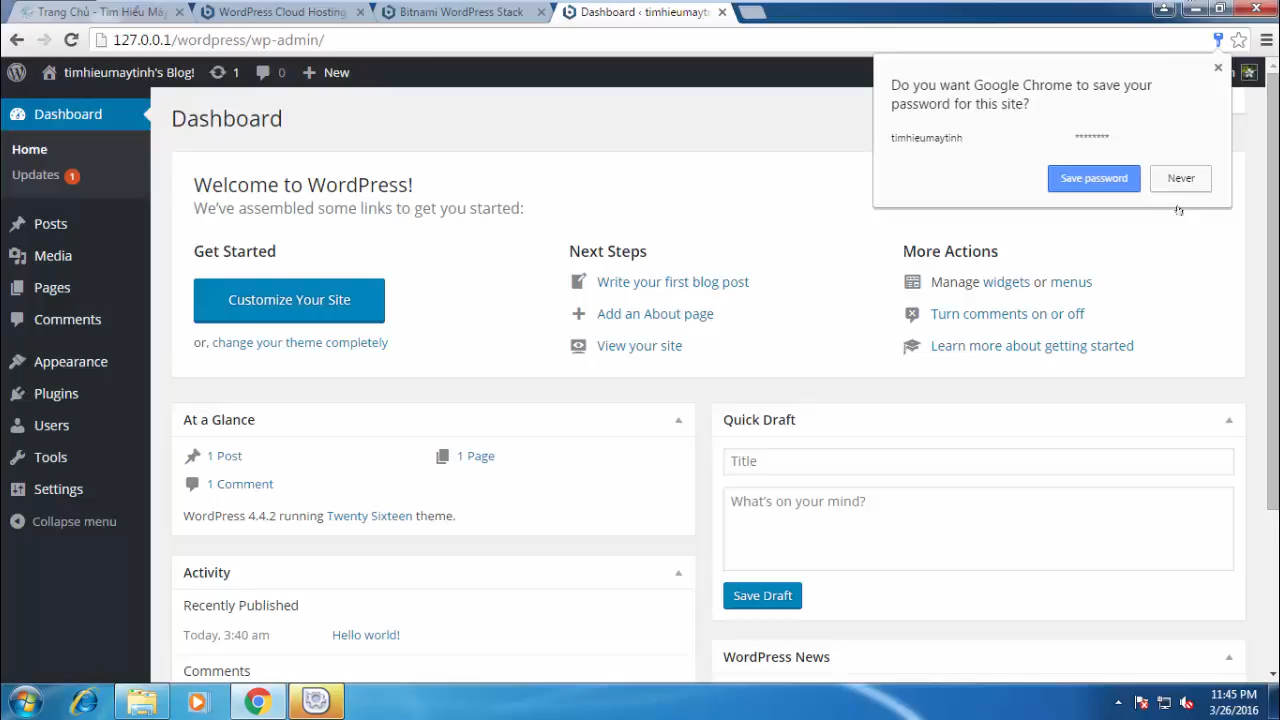 Trang Chủ - Tìm Hiểu Máy
WordPress Cloud Hosting
Bitnami WordPress Stack
Dashboard ‹ timhieumaytinh
127.0.0.1/wordpress/wp-admin/
timhieumaytinh's Blog!
1
0
New
Do you want Google Chrome to save your
password for this site?
timhieumaytinh ********
Save password
Never
Dashboard
Home
Updates 1
Posts
Media
Pages
Comments
Appearance
Plugins
Users
Tools
Settings
Collapse menu
Dashboard
Welcome to WordPress!
We've assembled some links to get you started:
Get Started
Customize Your Site
or, change your theme completely
Next Steps
Write your first blog post
Add an About page
View your site
More Actions
Manage widgets or menus
Turn comments on or off
Learn more about getting started
At a Glance
1 Post
1 Page
1 Comment
WordPress 4.4.2 running Twenty Sixteen theme.
Activity
Recently Published
Today, 3:40 am Hello world!
Comments
Quick Draft
Title
What's on your mind?
Save Draft
WordPress News
11:45 PM
3/26/2016